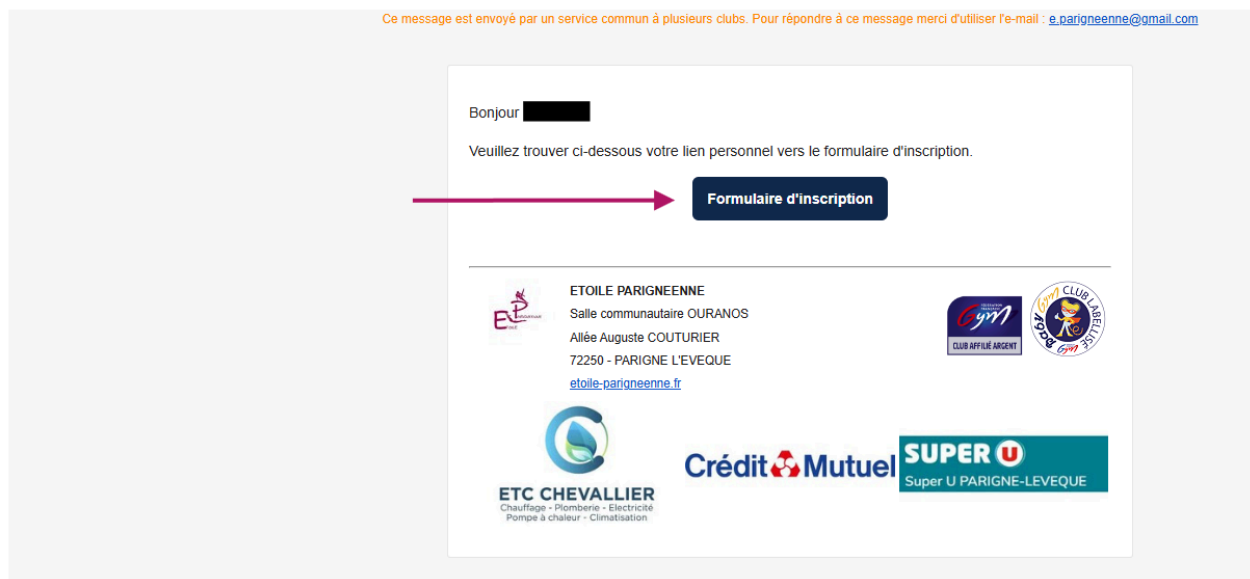 Ce message est envoyé par un service commun à plusieurs clubs. Pour répondre à ce message merci d'utiliser l'e-mail : e.parigneenne@gmail.com
Bonjour
Veuillez trouver ci-dessous votre lien personnel vers le formulaire d'inscription.
Formulaire d'inscription
ETOILE PARIGNEENNE
Salle communautaire OURANOS
Allée Auguste COUTURIER
72250 - PARIGNE L'EVEQUE
etoile-parigneenne.fr
Gym
CLUB AFFILIÉ ARGENT
CLUB LABELLISÉ
Baby Gym
ETC CHEVALLIER
Chauffage - Plomberie - Electricité
Pompe à chaleur - Climatisation
Crédit Mutuel
SUPER U
Super U PARIGNE-LEVEQUE